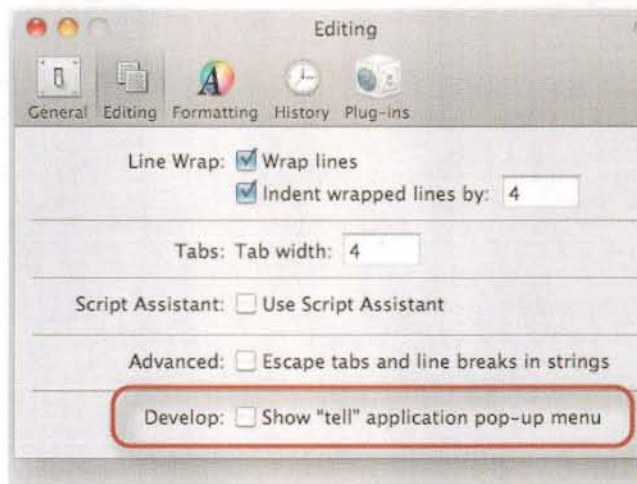 Editing
General Editing Formatting History Plug-ins
Line Wrap: Wrap lines
Indent wrapped lines by: 4
Tabs: Tab width: 4
Script Assistant: Use Script Assistant
Advanced: Escape tabs and line breaks in strings
Develop: Show "tell" application pop-up menu